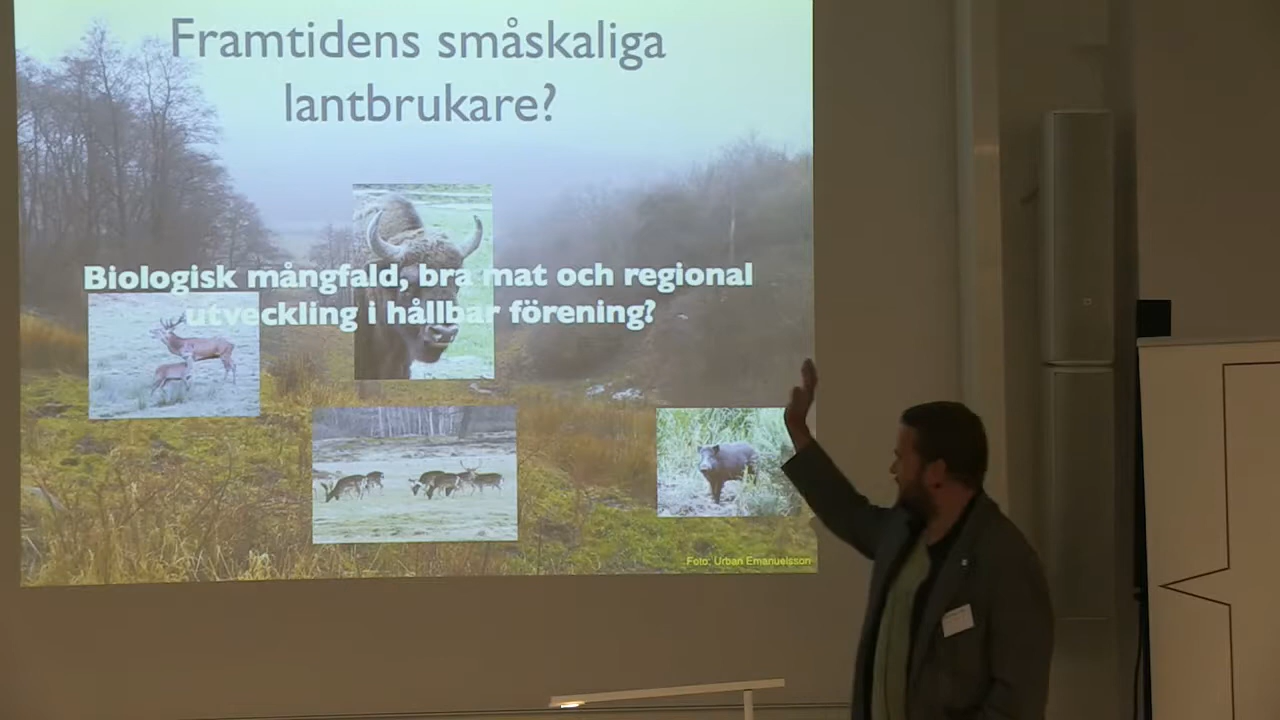 Framtidens småskaliga
lantbrukare?
Biologisk mångfald, bra mat och regional
utveckling i hållbar förening?
Foto: Urban Emanuelsson